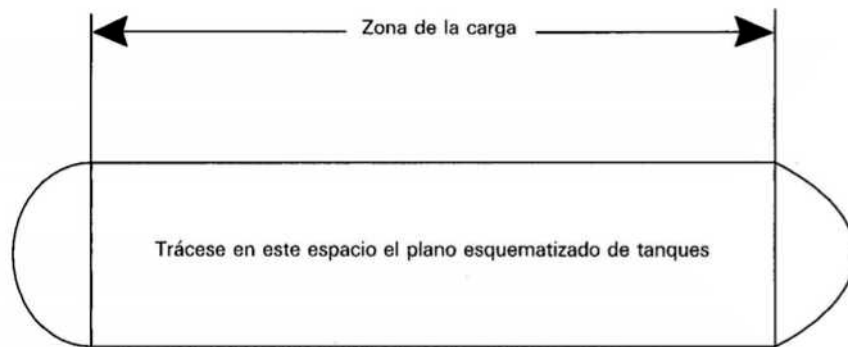 Zona de la carga
Trácese en este espacio el plano esquematizado de tanques